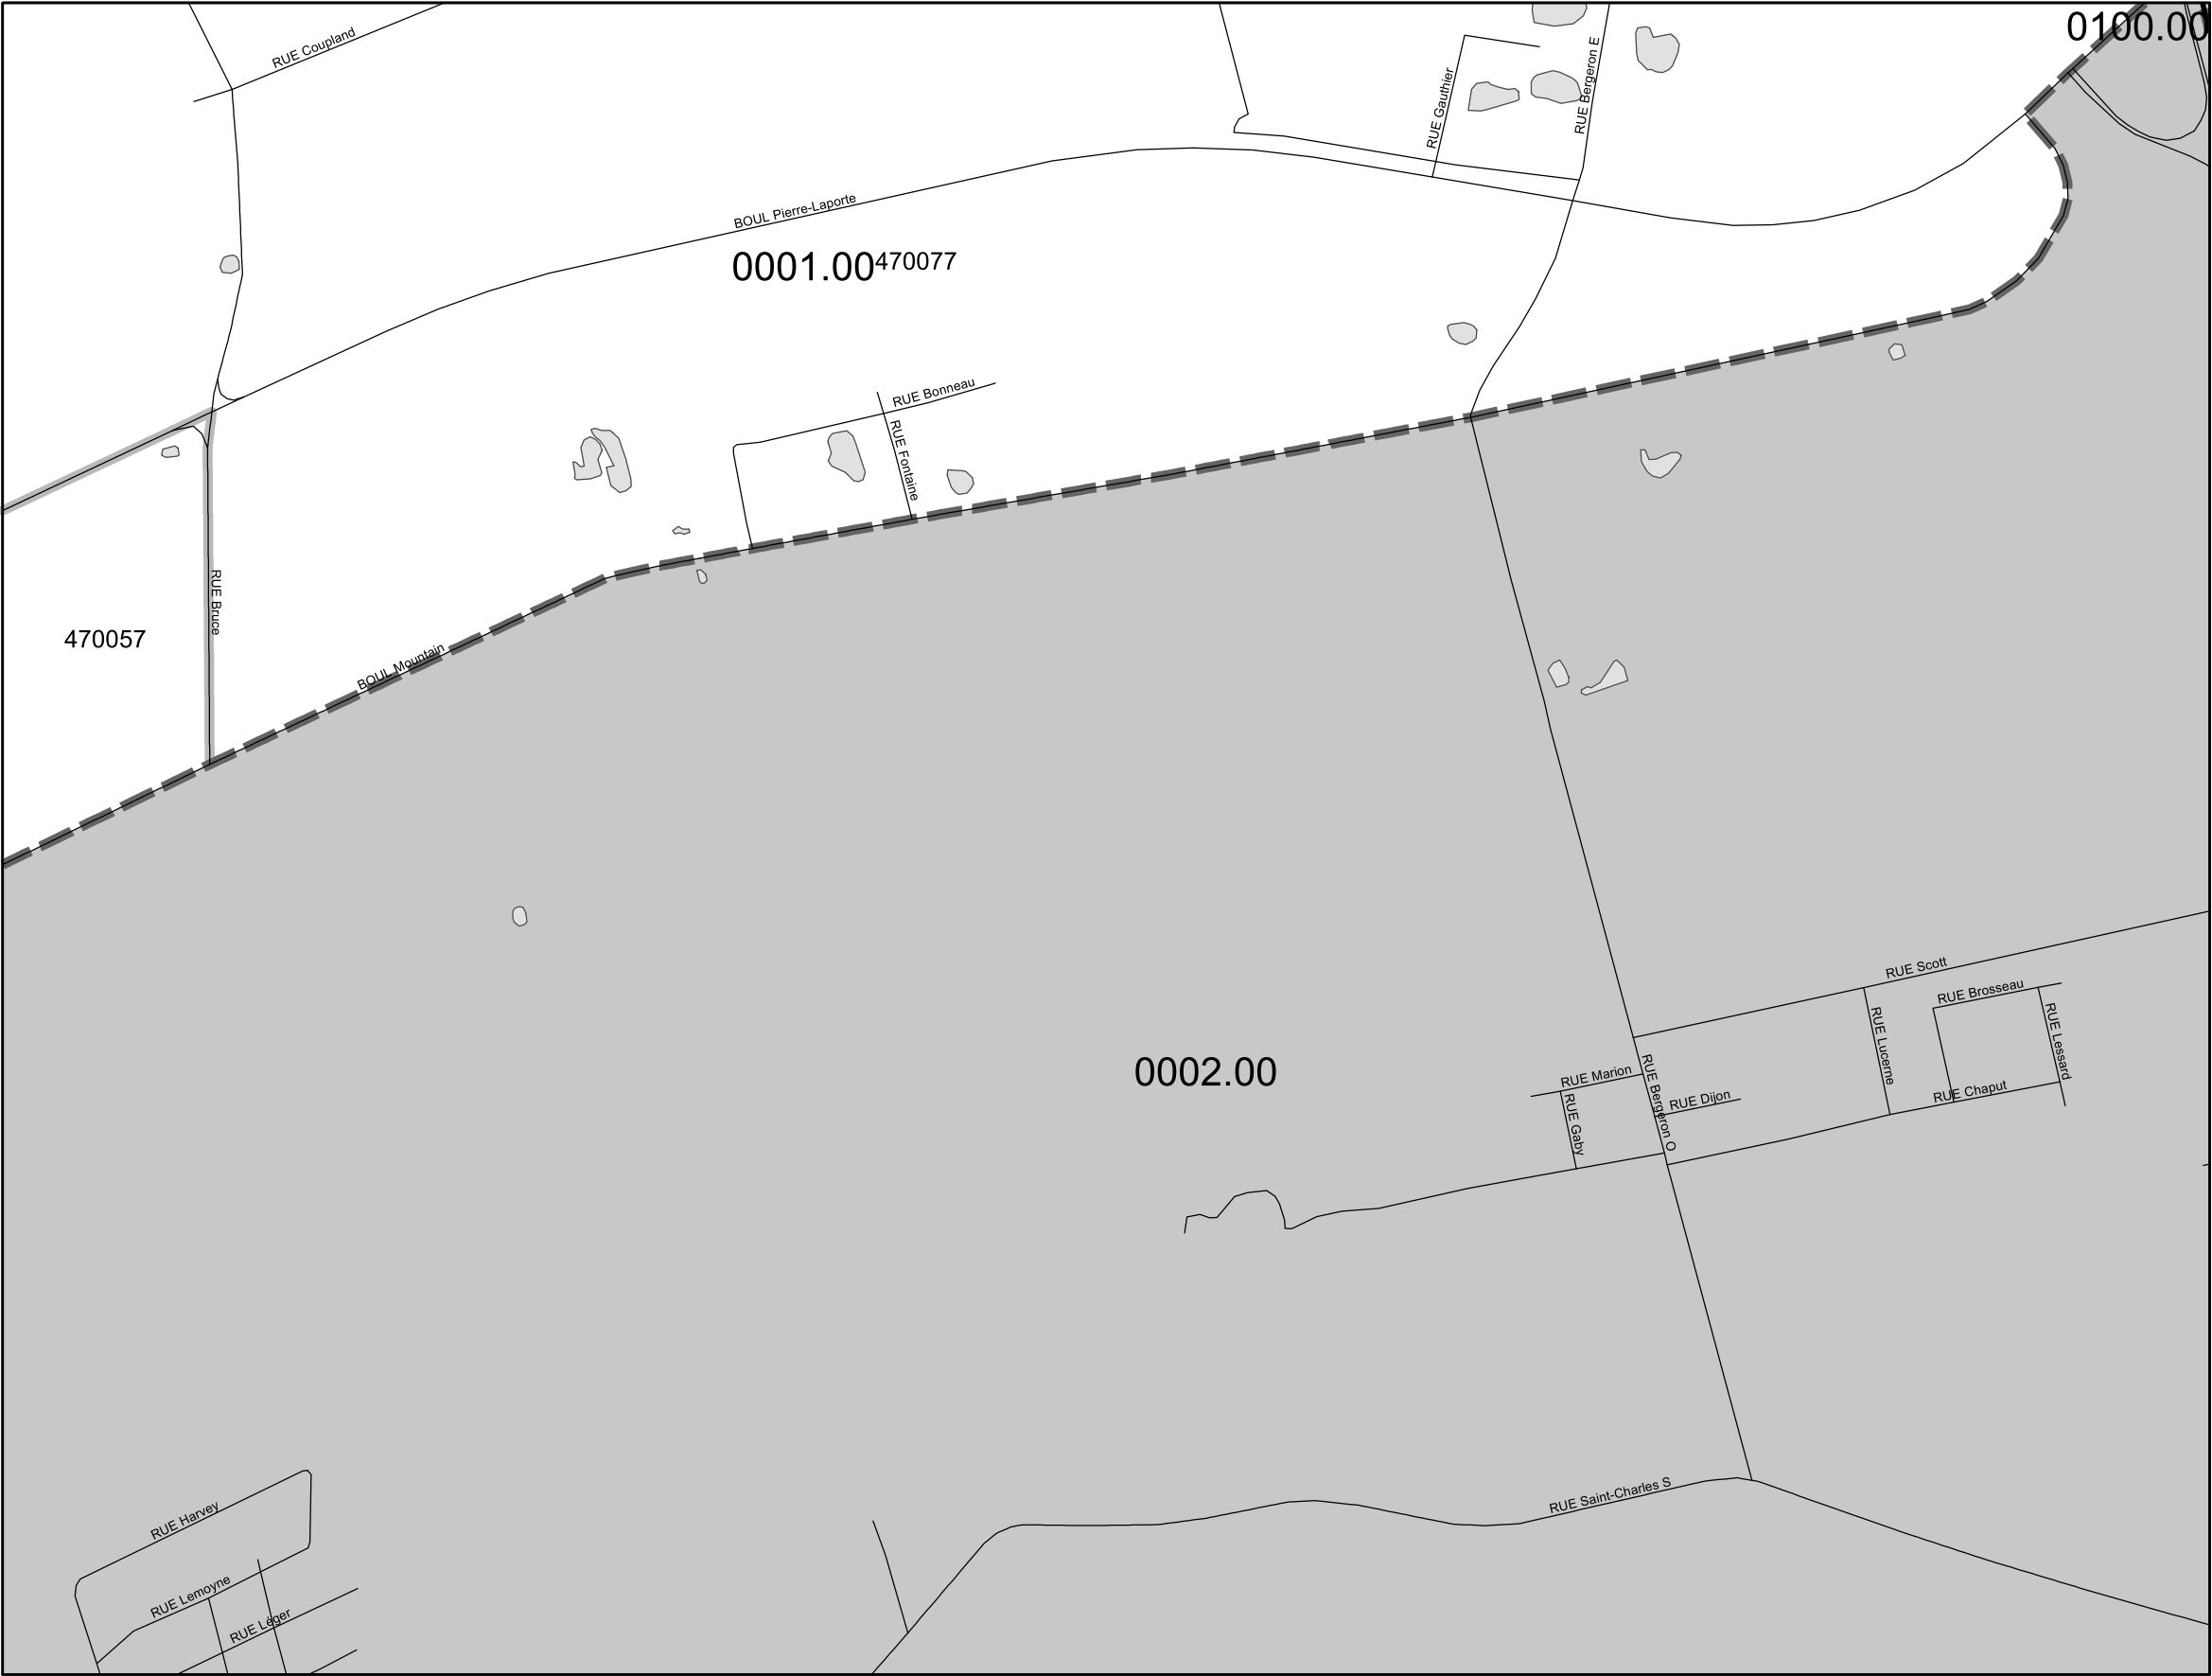 0100.00
RUE Coupland
RUE Gauthier
RUE Bergeron E
BOUL Pierre-Laporte
0001.00
470077
RUE Bonneau
RUE Fontaine
RUE Bruce
470057
BOUL Mountain
RUE Scott
RUE Brosseau
RUE Lucerne
RUE Lessard
0002.00
RUE Marion
RUE Bergeron O
RUE Dijon
RUE Chaput
RUE Gaby
RUE Saint-Charles S
RUE Harvey
RUE Lemoyne
RUE Léger